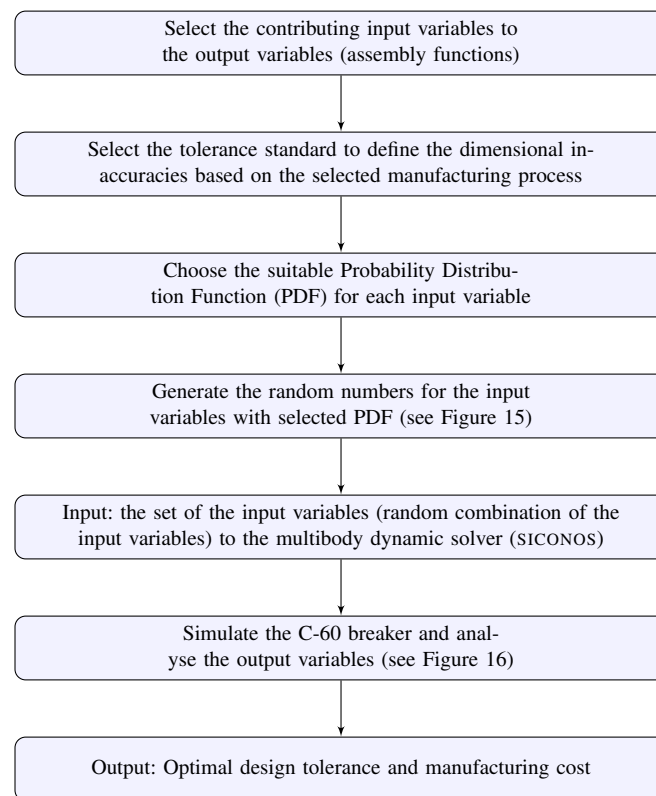 Select the contributing input variables to
the output variables (assembly functions)
Select the tolerance standard to define the dimensional in-
accuracies based on the selected manufacturing process
Choose the suitable Probability Distribu-
tion Function (PDF) for each input variable
Generate the random numbers for the input
variables with selected PDF (see Figure 15)
Input: the set of the input variables (random combination of the
input variables) to the multibody dynamic solver (SICONOS)
Simulate the C-60 breaker and anal-
yse the output variables (see Figure 16)
Output: Optimal design tolerance and manufacturing cost